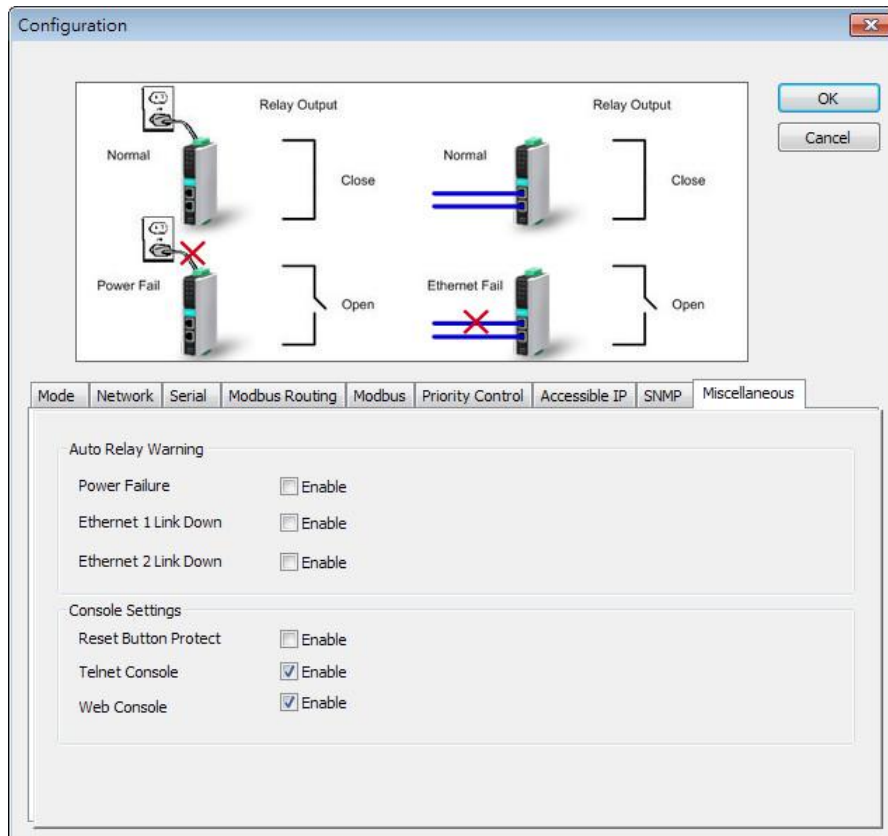 Configuration
Relay Output
Relay Output
OK
Cancel
Normal
Close
Normal
Close
Power Fail
Open
Ethernet Fail
Open
Mode Network Serial Modbus Routing Modbus Priority Control Accessible IP SNMP Miscellaneous
Auto Relay Warning
Power Failure Enable
Ethernet 1 Link Down Enable
Ethernet 2 Link Down Enable
Console Settings
Reset Button Protect Enable
Telnet Console Enable
Web Console Enable